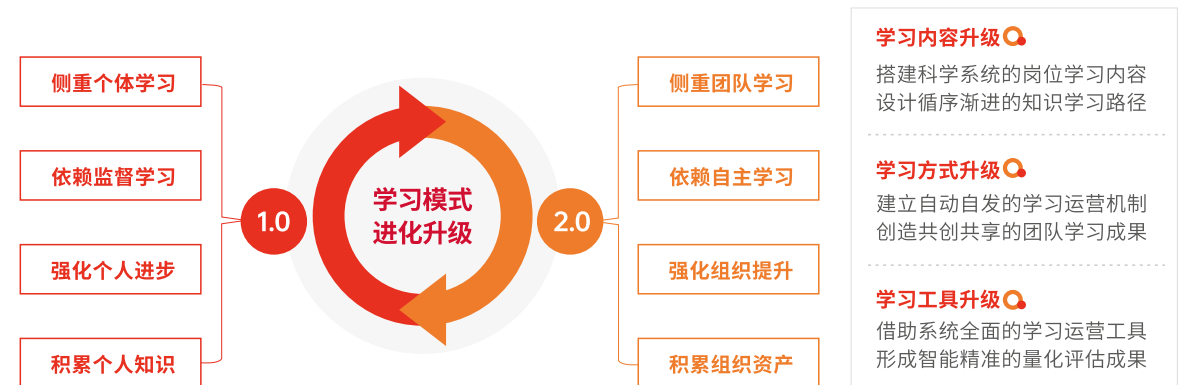 侧重个体学习
依赖监督学习
强化个人进步
积累个人知识
1.0
学习模式
进化升级
2.0
侧重团队学习
依赖自主学习
强化组织提升
积累组织资产
学习内容升级
搭建科学系统的岗位学习内容
设计循序渐进的知识学习路径
学习方式升级
建立自动自发的学习运营机制
创造共创共享的团队学习成果
学习工具升级
借助系统全面的学习运营工具
形成智能精准的量化评估成果